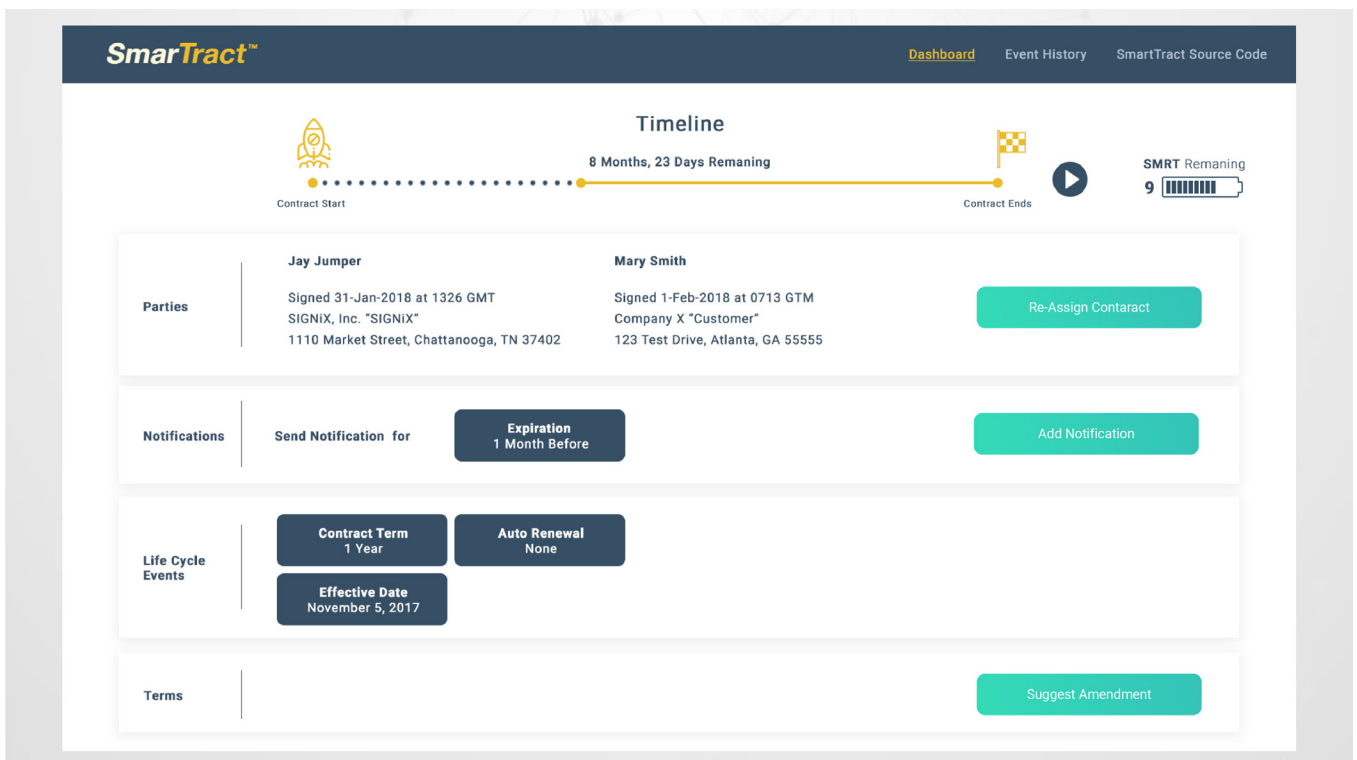 SmarTract™
Dashboard Event History SmartTract Source Code
Timeline
8 Months, 23 Days Remaning
Contract Start
Contract Ends
SMRT Remaning
9
Parties
Jay Jumper
Signed 31-Jan-2018 at 1326 GMT
SIGNiX, Inc. "SIGNiX"
1110 Market Street, Chattanooga, TN 37402
Mary Smith
Signed 1-Feb-2018 at 0713 GTM
Company X "Customer"
123 Test Drive, Atlanta, GA 55555
Re-Assign Contaract
Notifications
Send Notification for
Expiration
1 Month Before
Add Notification
Life Cycle
Events
Contract Term
1 Year
Auto Renewal
None
Effective Date
November 5, 2017
Terms
Suggest Amendment